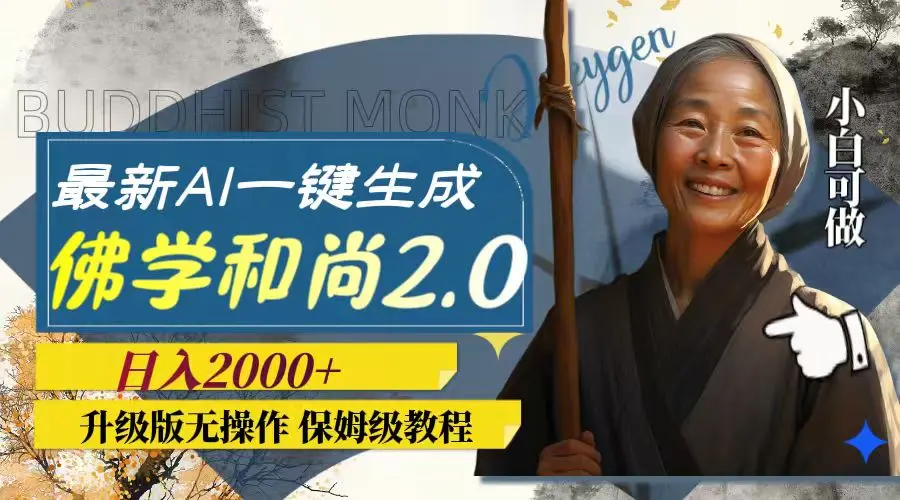 Oxygen
BUDDHIST MONK
最新AI一键生成
佛学和尚2.0
日入2000+
升级版无操作 保姆级教程
小白可做